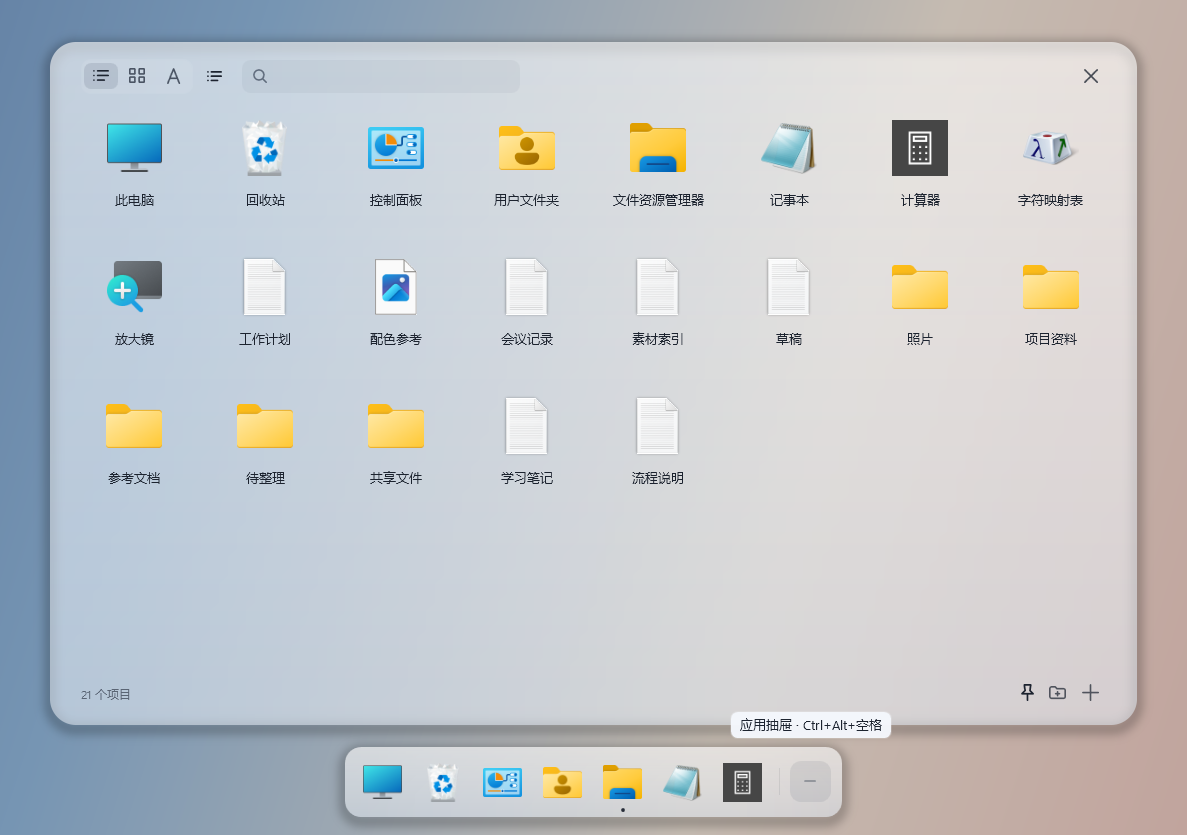 此电脑
回收站
控制面板
用户文件夹
文件资源管理器
记事本
计算器
字符映射表
放大镜
工作计划
配色参考
会议记录
素材索引
草稿
照片
项目资料
参考文档
待整理
共享文件
学习笔记
流程说明
21 个项目
应用抽屉 · Ctrl+Alt+空格